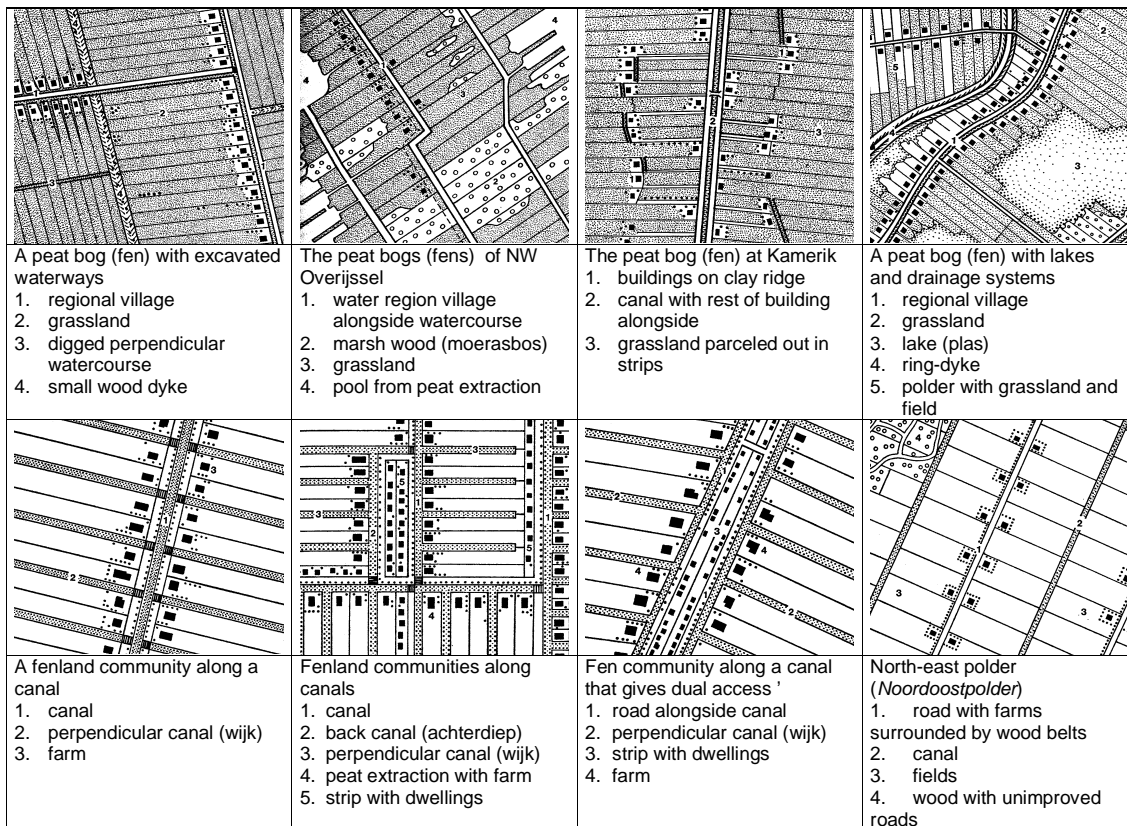 A peat bog (fen) with excavated
waterways
1. regional village
2. grassland
3. digged perpendicular
watercourse
4. small wood dyke
The peat bogs (fens) of NW
Overijssel
1. water region village
alongside watercourse
2. marsh wood (moerasbos)
3. grassland
4. pool from peat extraction
The peat bog (fen) at Kamerik
1. buildings on clay ridge
2. canal with rest of building
alongside
3. grassland parceled out in
strips
A peat bog (fen) with lakes
and drainage systems
1. regional village
2. grassland
3. lake (plas)
4. ring-dyke
5. polder with grassland and
field
A fenland community along a
canal
1. canal
2. perpendicular canal (wijk)
3. farm
Fenland communities along
canals
1. canal
2. back canal (achterdiep)
3. perpendicular canal (wijk)
4. peat extraction with farm
5. strip with dwellings
Fen community along a canal
that gives dual access '
1. road alongside canal
2. perpendicular canal (wijk)
3. strip with dwellings
4. farm
North-east polder
(Noordoostpolder)
1. road with farms
surrounded by wood belts
2. canal
3. fields
4. wood with unimproved
roads